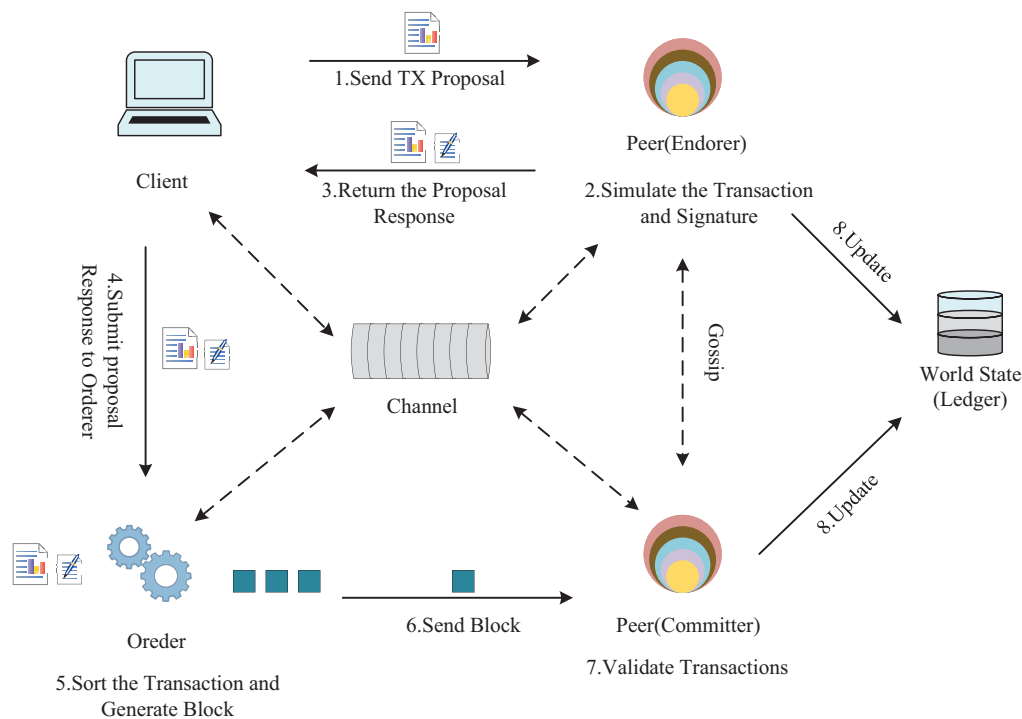 1.Send TX Proposal
Peer(Endorer)
Client
3.Return the Proposal
Response
2.Simulate the Transaction
and Signature
8.Update
4.Submit proposal
Response to Orderer
Gossip
World State
(Ledger)
Channel
8.Update
6.Send Block
Oreder
Peer(Committer)
5.Sort the Transaction and
Generate Block
7.Validate Transactions